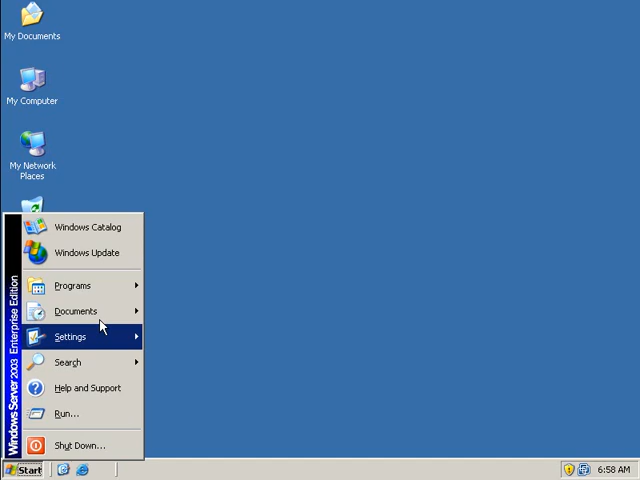 My Documents
My Computer
My Network
Places
Windows Catalog
Windows Update
Programs
Documents
Settings
Search
Help and Support
Run...
Shut Down...
Windows Server 2003 Enterprise Edition
Start
6:58 AM